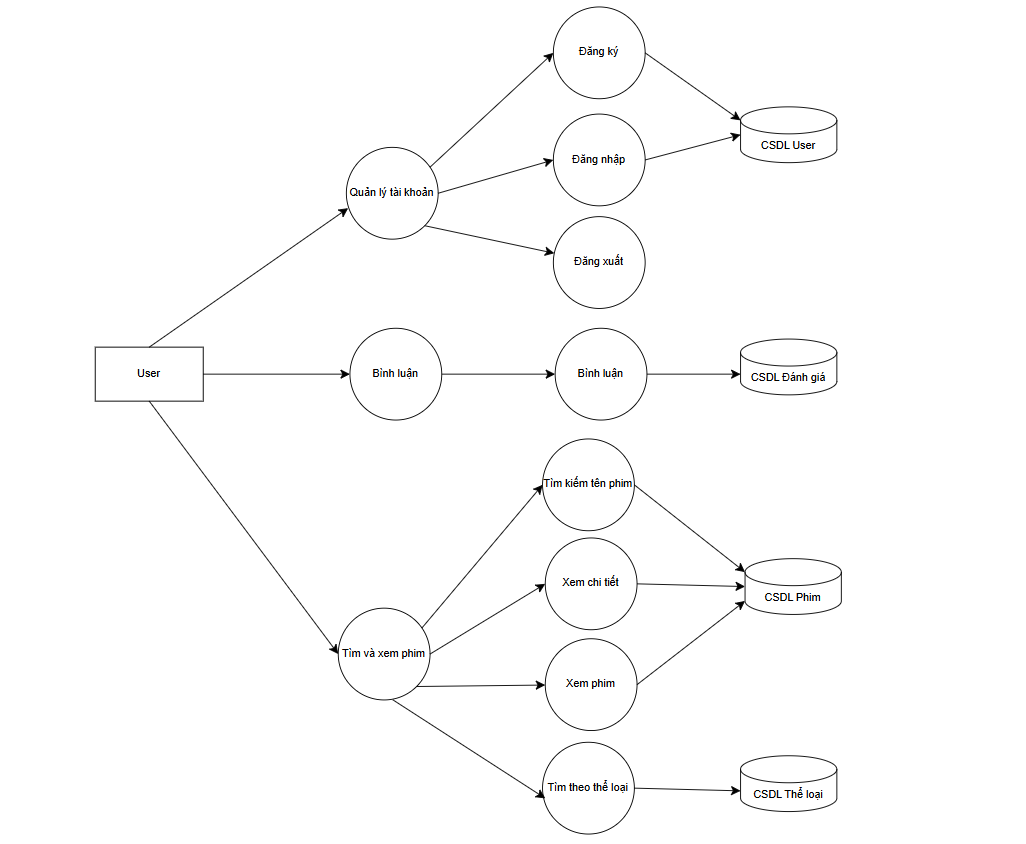 Đăng ký
CSDL User
Đăng nhập
Quản lý tài khoản
Đăng xuất
User
Bình luận
Bình luận
CSDL Đánh giá
Tìm kiếm tên phim
Xem chi tiết
CSDL Phim
Tìm và xem phim
Xem phim
Tìm theo thể loại
CSDL Thể loại